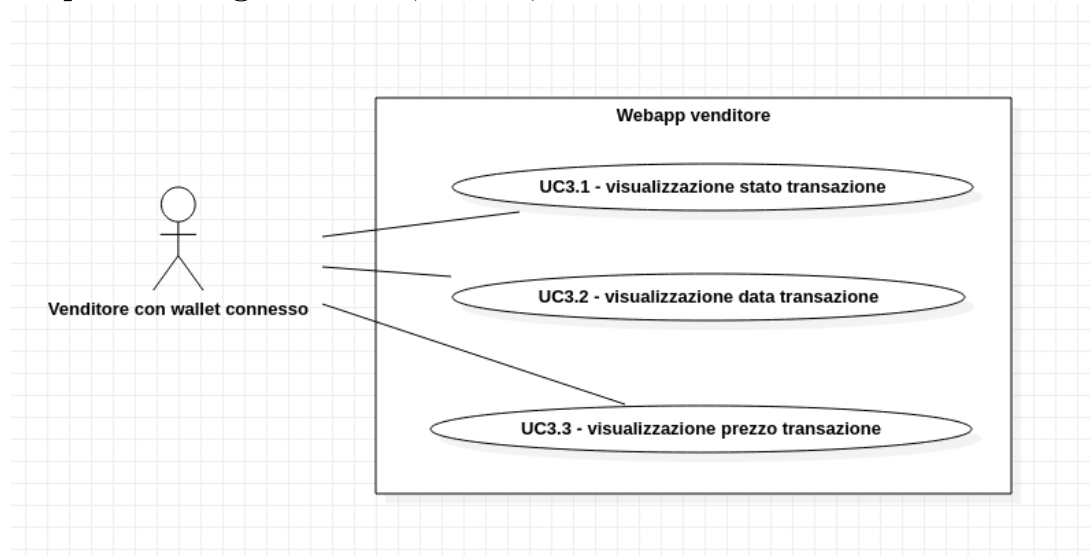 Webapp venditore
UC3.1 - visualizzazione stato transazione
UC3.2 - visualizzazione data transazione
Venditore con wallet connesso
UC3.3 - visualizzazione prezzo transazione